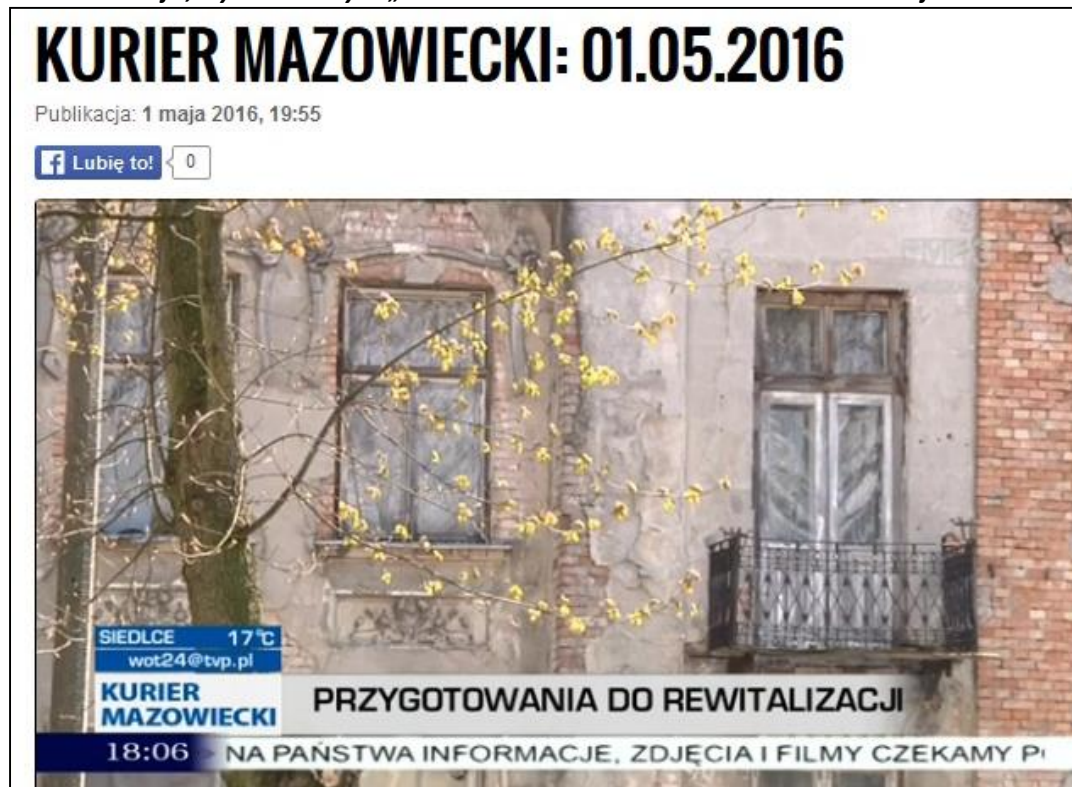 KURIER MAZOWIECKI: 01.05.2016
Publikacja: 1 maja 2016, 19:55
Lubię to! 0
SIEDLCE 17°C
wot24@tvp.pl
KURIER
MAZOWIECKI
PRZYGOTOWANIA DO REWITALIZACJI
18:06 NA PAŃSTWA INFORMACJE, ZDJĘCIA I FILMY CZEKAMY